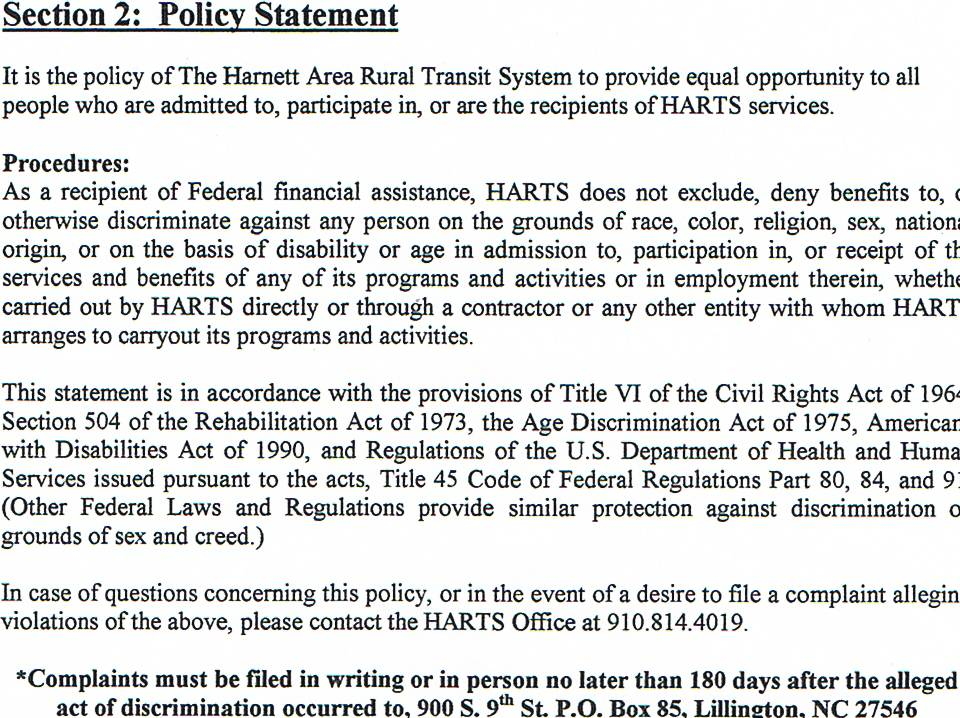 Section 2:  Policy Statement
It is the policy of The Harnett Area Rural Transit System to provide equal opportunity to all
people who are admitted to, participate in, or are the recipients of HARTS services.
Procedures:
As a recipient of Federal financial assistance, HARTS does not exclude, deny benefits to,
otherwise discriminate against any person on the grounds of race, color, religion, sex, nationa
origin, or on the basis of disability or age in admission to, participation in, or receipt of th
services and benefits of any of its programs and activities or in employment therein, whethe
carried out by HARTS directly or through a contractor or any other entity with whom HART
arranges to carryout its programs and activities.
This statement is in accordance with the provisions of Title VI of the Civil Rights Act of 1964
Section 504 of the Rehabilitation Act of 1973, the Age Discrimination Act of 1975, American
with Disabilities Act of 1990, and Regulations of the U.S. Department of Health and Huma
Services issued pursuant to the acts, Title 45 Code of Federal Regulations Part 80, 84, and
(Other Federal Laws and Regulations provide similar protection against discrimination o
grounds of sex and creed.)
In case of questions concerning this policy, or in the event of a desire to file a complaint allegin
violations of the above, please contact the HARTS Office at 910.814.4019.
*Complaints must be filed in writing or in person no later than 180 days after the alleged
act of discrimination occurred to, 900 S. 9th St. P.O. Box 85, Lillington, NC 27546